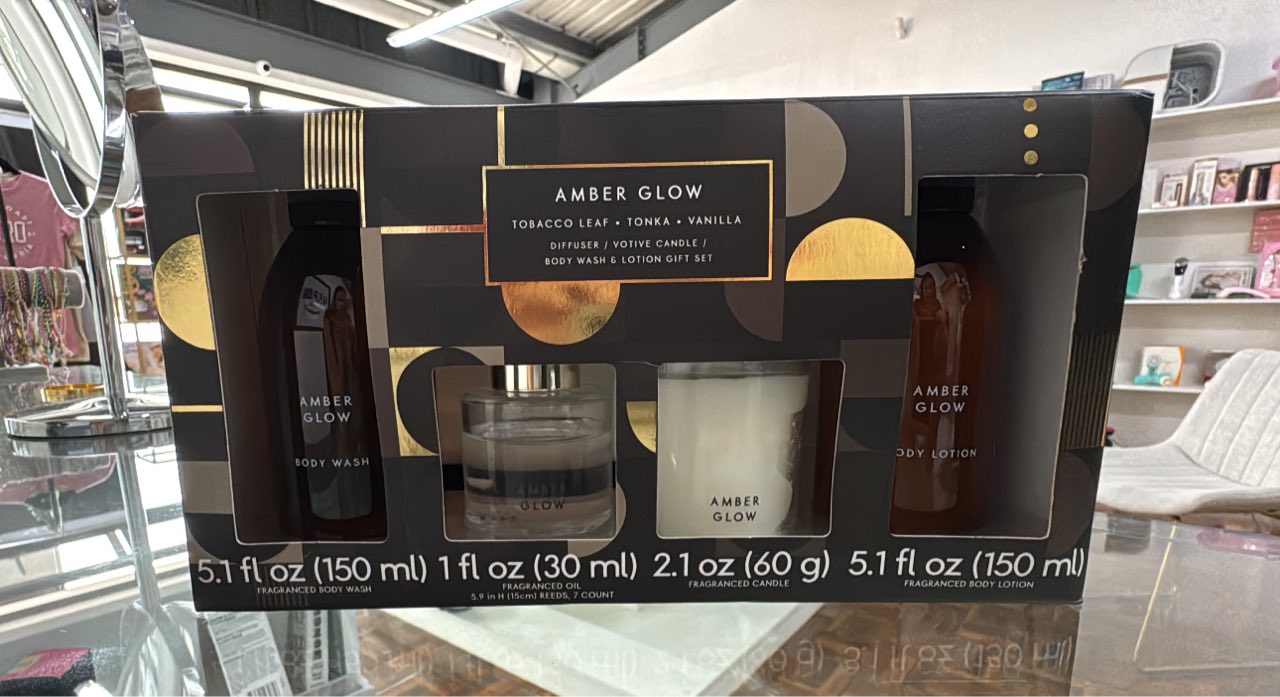 AMBER GLOW
TOBACCO LEAF • TONKA • VANILLA
DIFFUSER / VOTIVE CANDLE /
BODY WASH & LOTION GIFT SET
AMBER
GLOW
BODY WASH
AMBER
GLOW
AMBER
GLOW
AMBER
GLOW
BODY LOTION
5.1 fl oz (150 ml)
FRAGRANCED BODY WASH
1 fl oz (30 ml)
FRAGRANCED OIL
5.9 in H (15cm) REEDS, 7 COUNT
2.1 oz (60 g)
FRAGRANCED CANDLE
5.1 fl oz (150 ml)
FRAGRANCED BODY LOTION